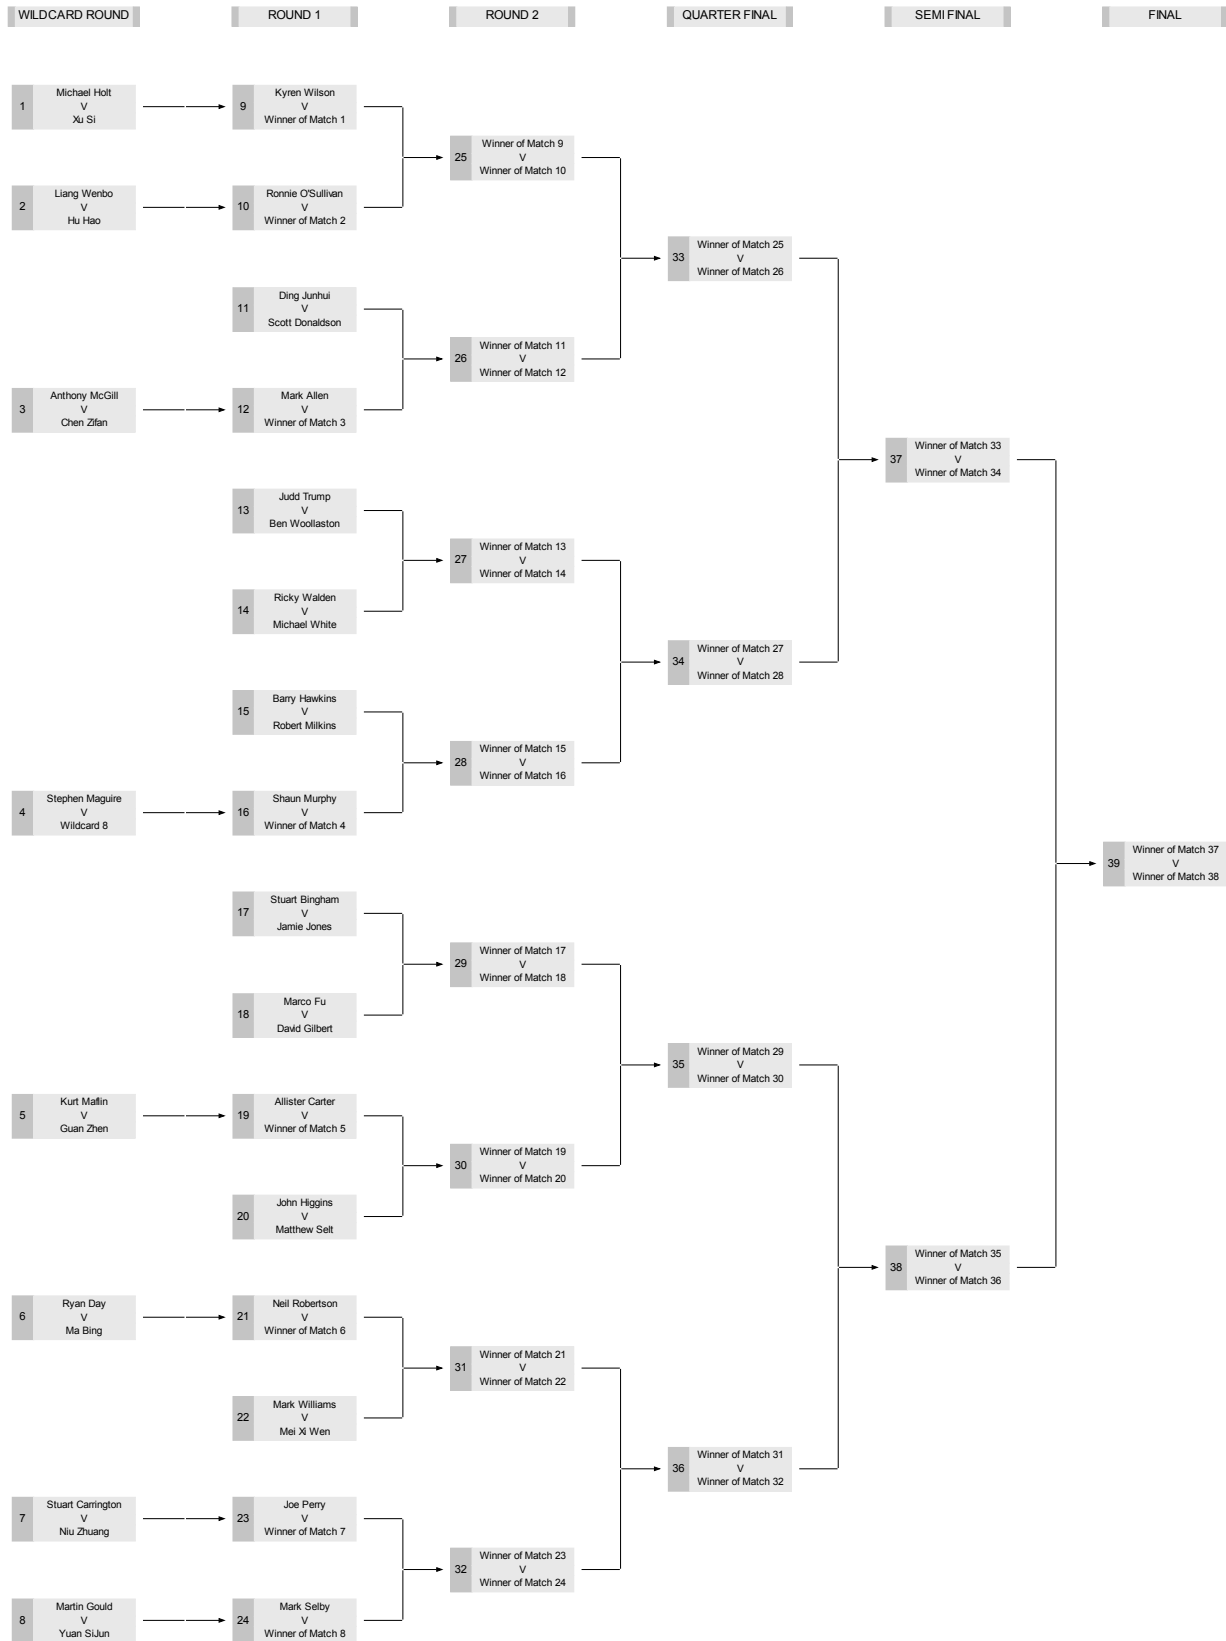 WILDCARD ROUND
ROUND 1
ROUND 2
QUARTER FINAL
SEMI FINAL
FINAL
1
Michael Holt
V
Xu Si
2
Liang Wenbo
V
Hu Hao
3
Anthony McGill
V
Chen Zifan
4
Stephen Maguire
V
Wildcard 8
5
Kurt Maflin
V
Guan Zhen
6
Ryan Day
V
Ma Bing
7
Stuart Carrington
V
Niu Zhuang
8
Martin Gould
V
Yuan SiJun
9
Kyren Wilson
V
Winner of Match 1
10
Ronnie O'Sullivan
V
Winner of Match 2
11
Ding Junhui
V
Scott Donaldson
12
Mark Allen
V
Winner of Match 3
13
Judd Trump
V
Ben Woollaston
14
Ricky Walden
V
Michael White
15
Barry Hawkins
V
Robert Milkins
16
Shaun Murphy
V
Winner of Match 4
17
Stuart Bingham
V
Jamie Jones
18
Marco Fu
V
David Gilbert
19
Allister Carter
V
Winner of Match 5
20
John Higgins
V
Matthew Selt
21
Neil Robertson
V
Winner of Match 6
22
Mark Williams
V
Mei Xi Wen
23
Joe Perry
V
Winner of Match 7
24
Mark Selby
V
Winner of Match 8
25
Winner of Match 9
V
Winner of Match 10
26
Winner of Match 11
V
Winner of Match 12
27
Winner of Match 13
V
Winner of Match 14
28
Winner of Match 15
V
Winner of Match 16
29
Winner of Match 17
V
Winner of Match 18
30
Winner of Match 19
V
Winner of Match 20
31
Winner of Match 21
V
Winner of Match 22
32
Winner of Match 23
V
Winner of Match 24
33
Winner of Match 25
V
Winner of Match 26
34
Winner of Match 27
V
Winner of Match 28
35
Winner of Match 29
V
Winner of Match 30
36
Winner of Match 31
V
Winner of Match 32
37
Winner of Match 33
V
Winner of Match 34
38
Winner of Match 35
V
Winner of Match 36
39
Winner of Match 37
V
Winner of Match 38